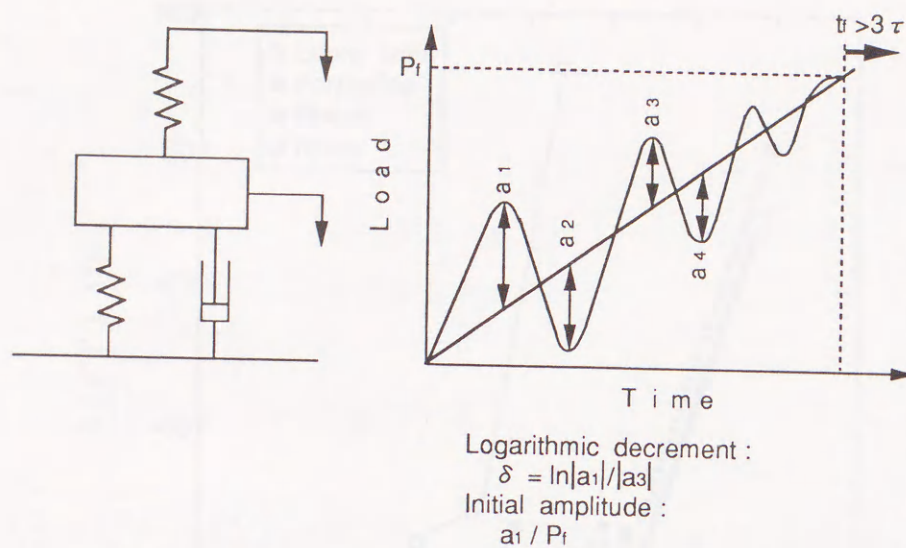 tf >3 τ
Pf
Load
a1
a2
a3
a4
Time
Logarithmic decrement :
δ = ln|a1|/|a3|
Initial amplitude :
a1 / Pf